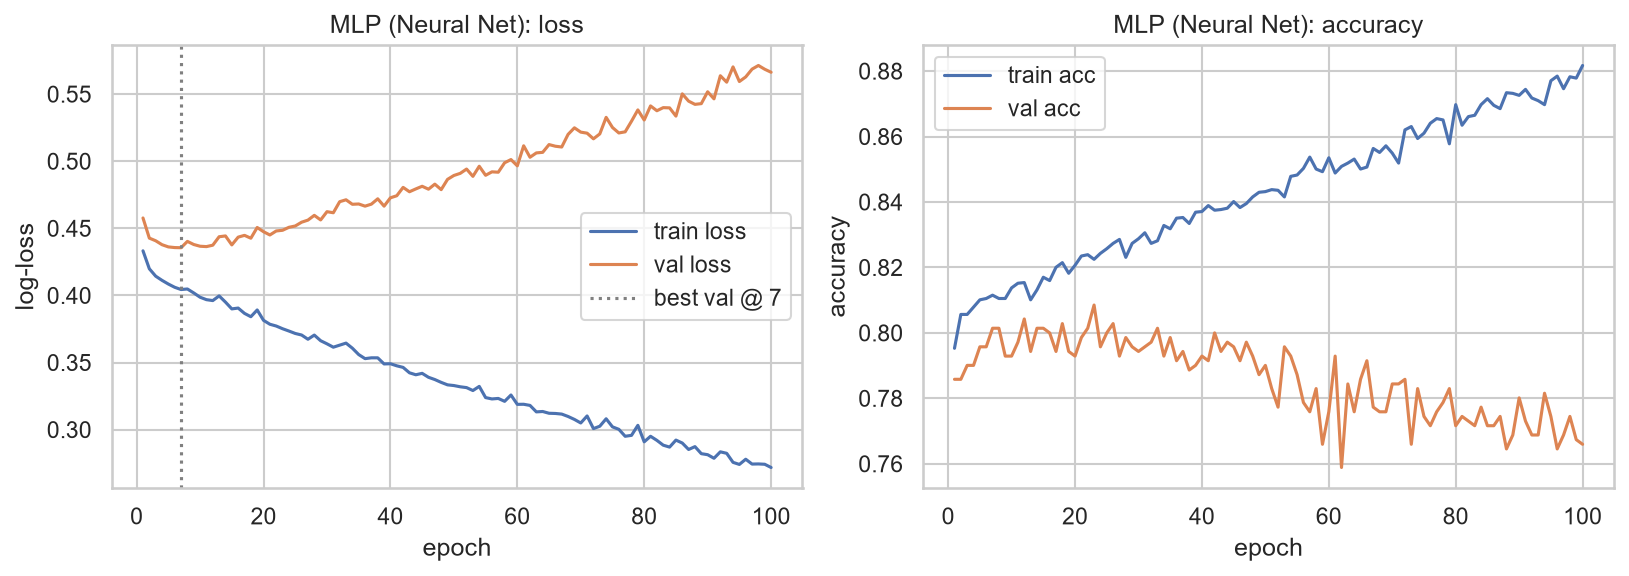 MLP (Neural Net): loss
log-loss
0.55
0.50
0.45
0.40
0.35
0.30
train loss
val loss
best val @ 7
0 20 40 60 80 100
epoch
MLP (Neural Net): accuracy
accuracy
0.88
0.86
0.84
0.82
0.80
0.78
0.76
train acc
val acc
0 20 40 60 80 100
epoch